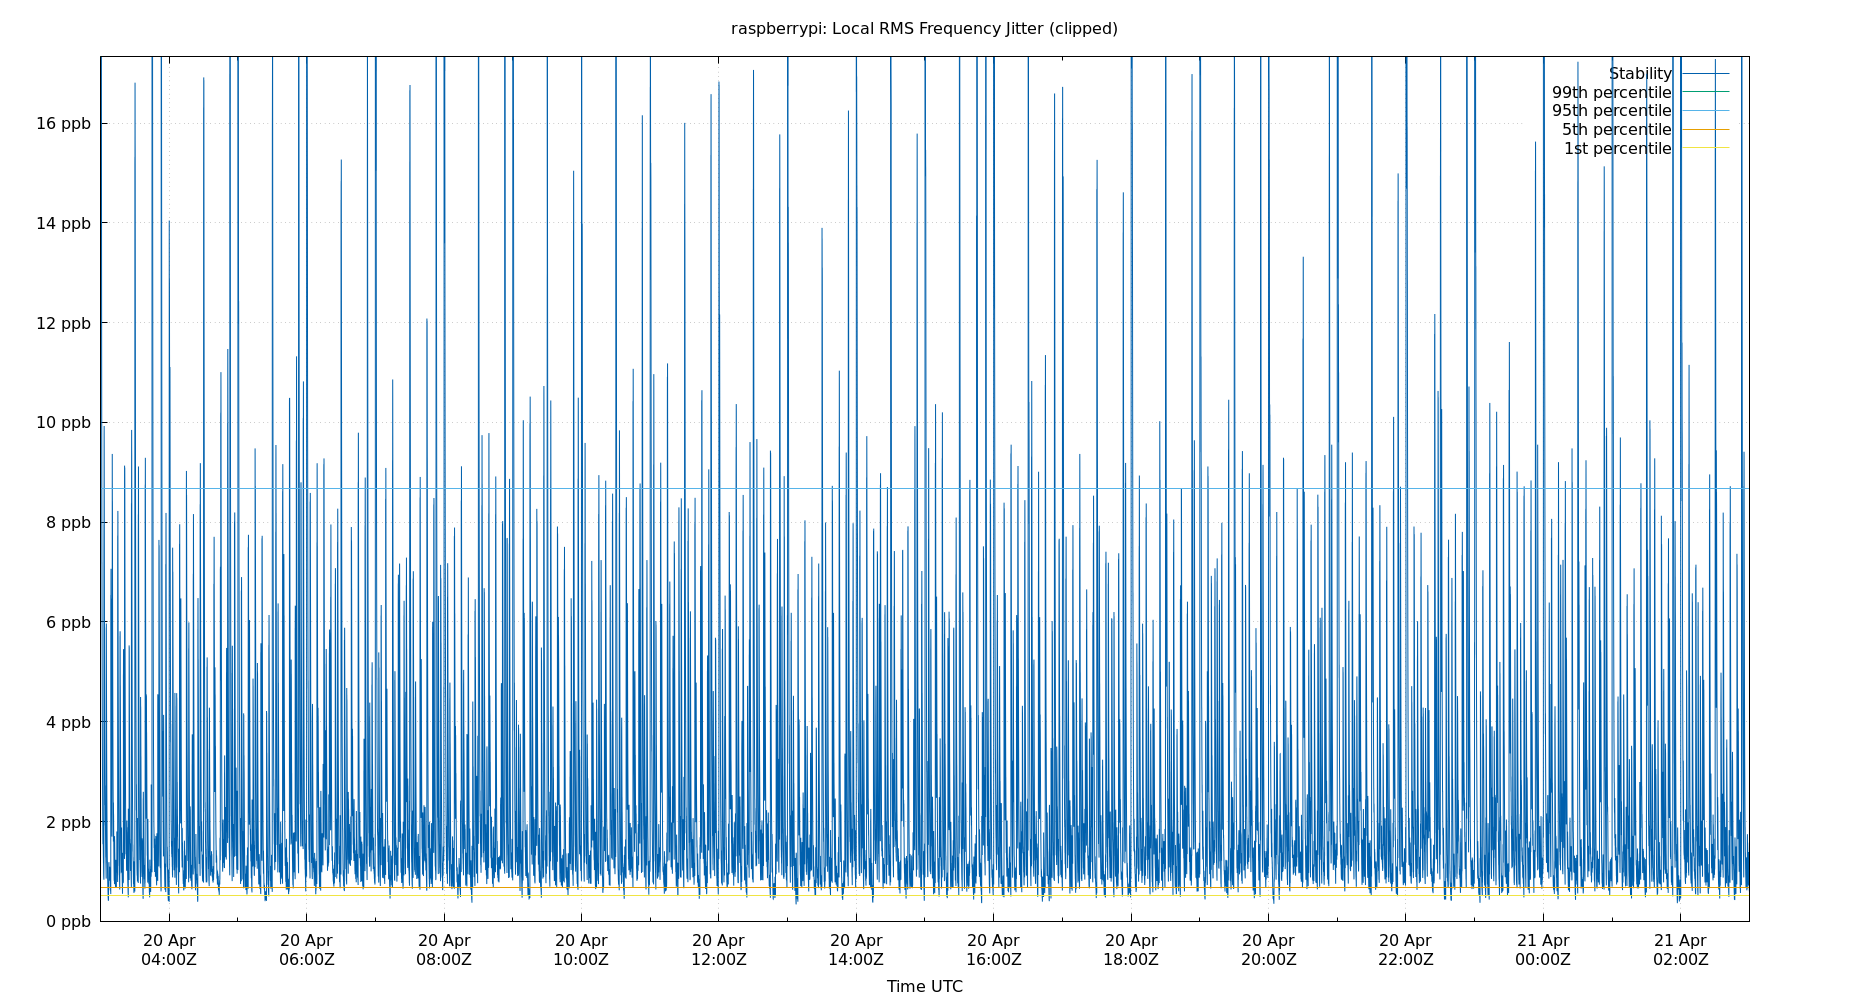 raspberrypi: Local RMS Frequency Jitter (clipped)
Stability
99th percentile
95th percentile
5th percentile
1st percentile
16 ppb
14 ppb
12 ppb
10 ppb
8 ppb
6 ppb
4 ppb
2 ppb
0 ppb
20 Apr 20 Apr 20 Apr 20 Apr 20 Apr 20 Apr 20 Apr 20 Apr 20 Apr 20 Apr 21 Apr 21 Apr
04:00Z 06:00Z 08:00Z 10:00Z 12:00Z 14:00Z 16:00Z 18:00Z 20:00Z 22:00Z 00:00Z 02:00Z
Time UTC